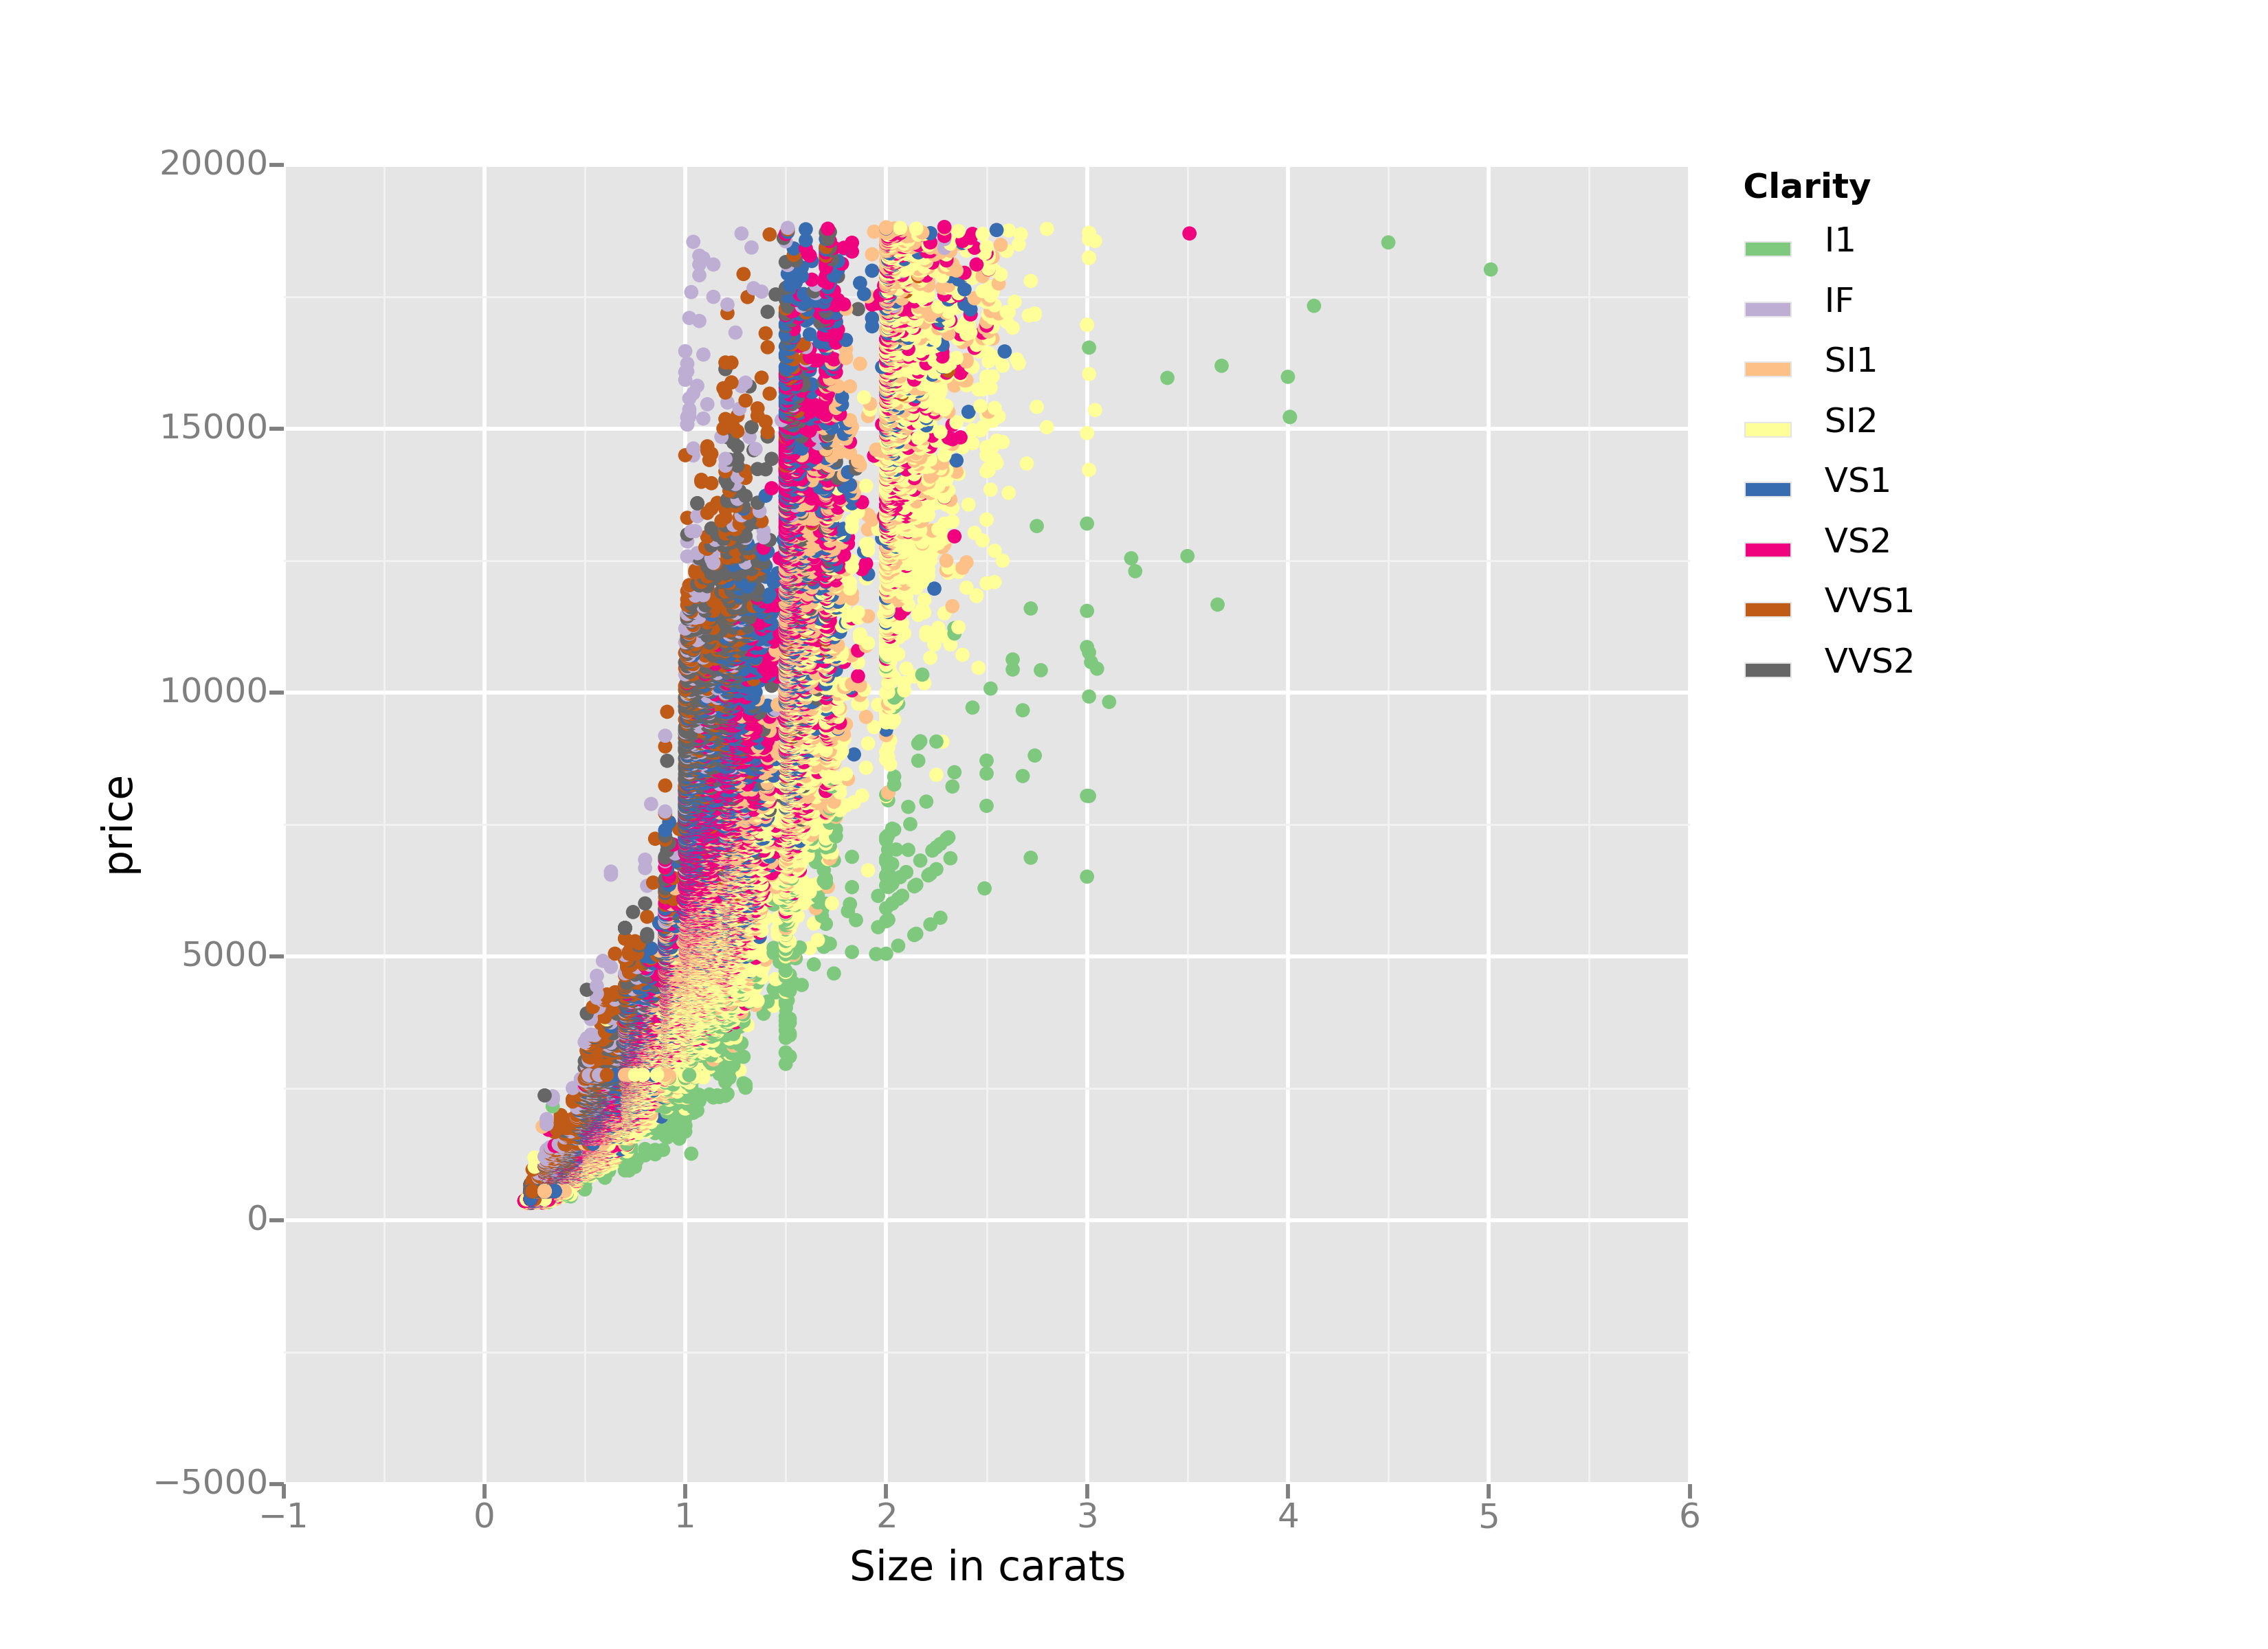 20000
15000
10000
5000
0
−5000
−1 0 1 2 3 4 5 6
Size in carats
price
Clarity
I1
IF
SI1
SI2
VS1
VS2
VVS1
VVS2